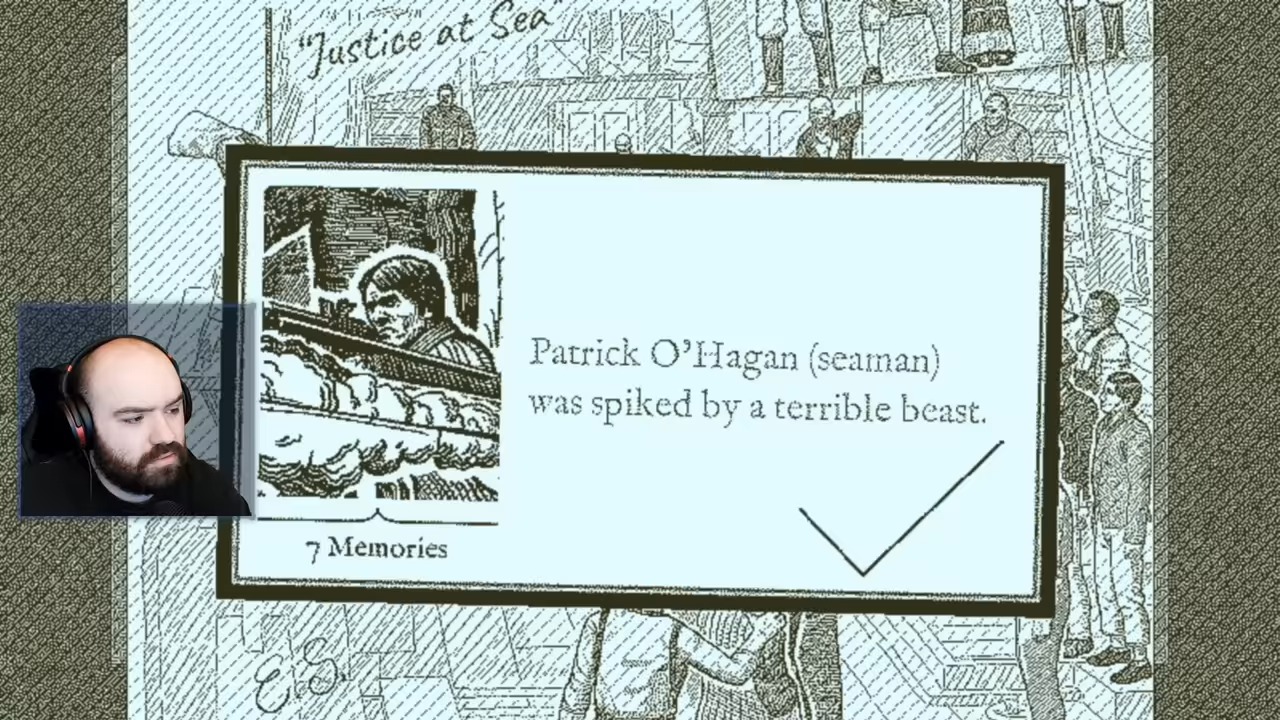 "Justice at Sea"
Patrick O'Hagan (seaman)
was spiked by a terrible beast.
7 Memories
E.S.